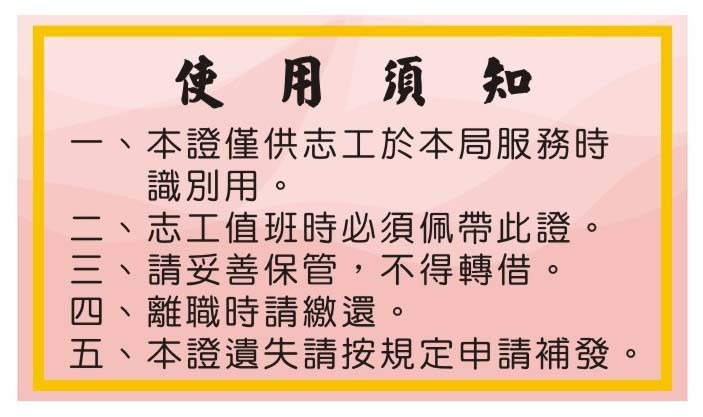 使用須知
一、本證僅供志工於本局服務時
識別用。
二、志工值班時必須佩帶此證。
三、請妥善保管，不得轉借。
四、離職時請繳還。
五、本證遺失請按規定申請補發。